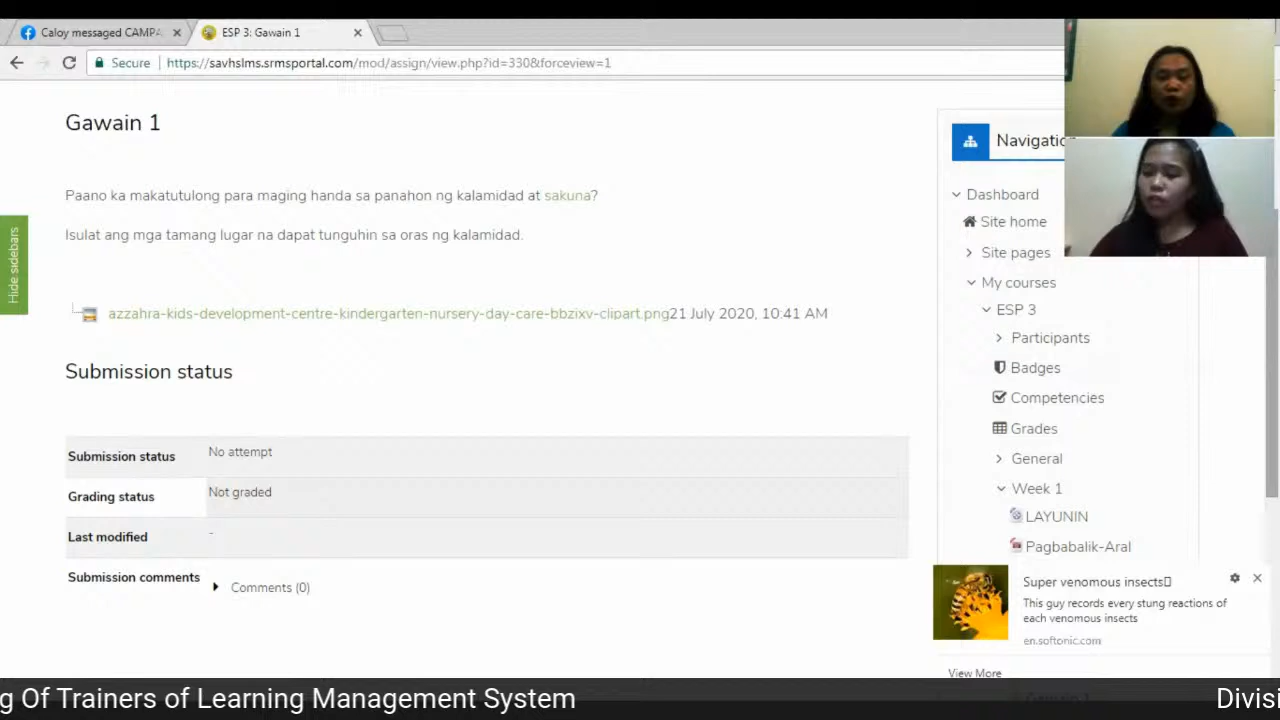 Caloy messaged CAMPA
ESP 3: Gawain 1
Secure
https://savhslms.srmsportal.com/mod/assign/view.php?id=330&forceview=1
Gawain 1
Paano ka makatutulong para maging handa sa panahon ng kalamidad at sakuna?
Isulat ang mga tamang lugar na dapat tunguhin sa oras ng kalamidad.
Hide sidebars
azzahra-kids-development-centre-kindergarten-nursery-day-care-bbzixv-clipart.png21 July 2020, 10:41 AM
Submission status
Submission status No attempt
Grading status Not graded
Last modified -
Submission comments Comments (0)
Navigatio
Dashboard
Site home
Site pages
My courses
ESP 3
Participants
Badges
Competencies
Grades
General
Week 1
LAYUNIN
Pagbabalik-Aral
Super venomous insects
This guy records every stung reactions of
each venomous insects
en.softonic.com
View More
g Of Trainers of Learning Management System
Divisi